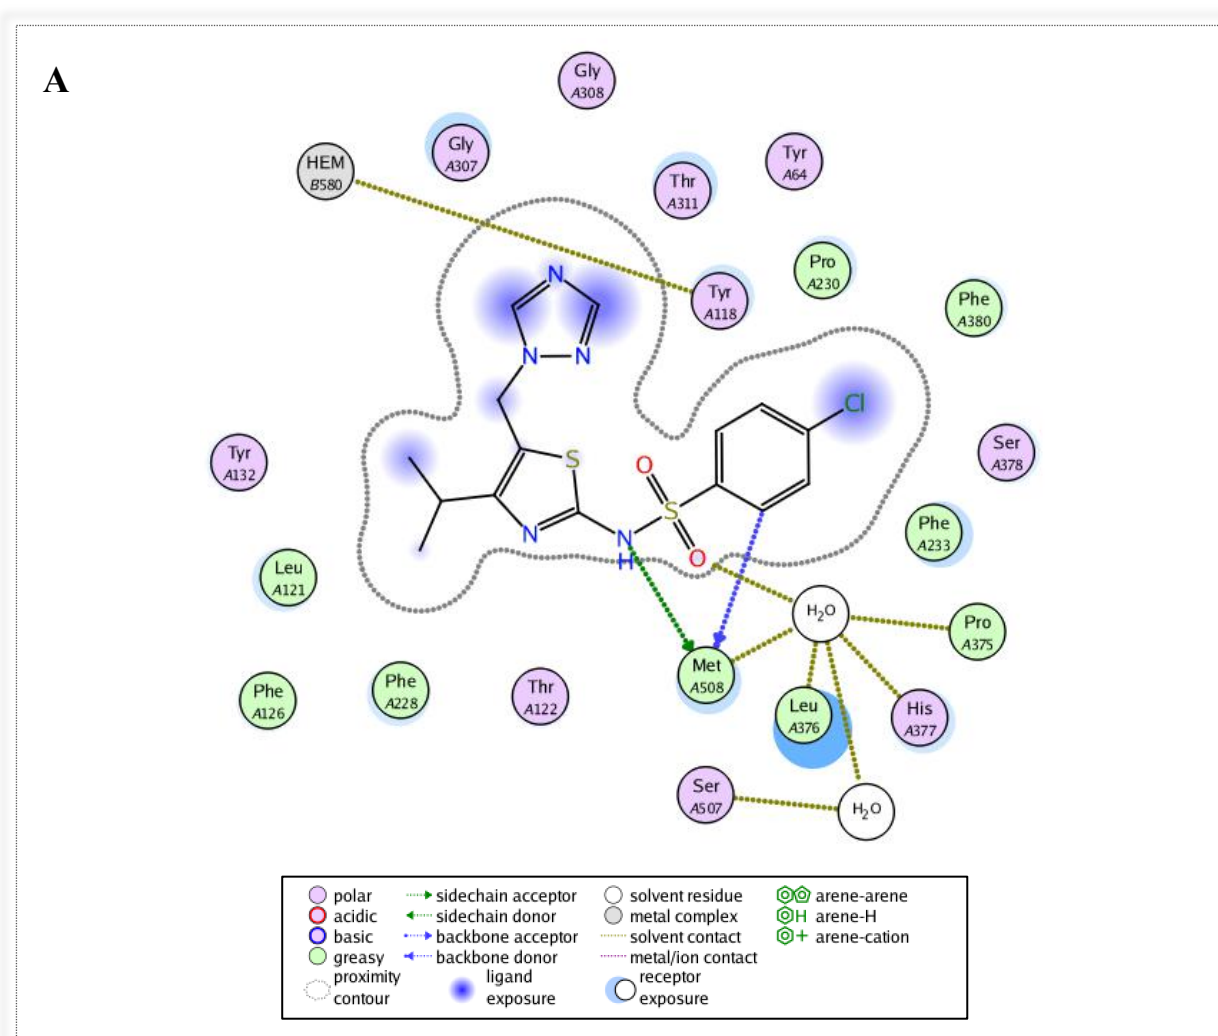 A
Gly
A308
Gly
A307
HEM
B580
Tyr
A64
Thr
A311
Pro
A230
Tyr
A118
Phe
A380
N
N
N
Cl
Tyr
A132
S
O
Ser
A378
S
N
N
H
O
Phe
A233
Leu
A121
H₂O
Pro
A375
Met
A508
Phe
A126
Phe
A228
Thr
A122
Leu
A376
His
A377
Ser
A507
H₂O
polar sidechain acceptor solvent residue arene-arene
acidic sidechain donor metal complex H arene-H
basic backbone acceptor solvent contact + arene-cation
greasy backbone donor metal/ion contact
proximity ligand receptor
contour exposure exposure